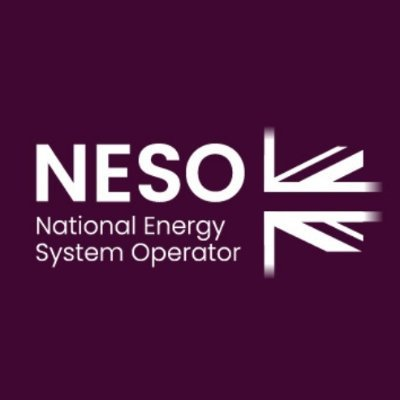 NESO
National Energy
System Operator